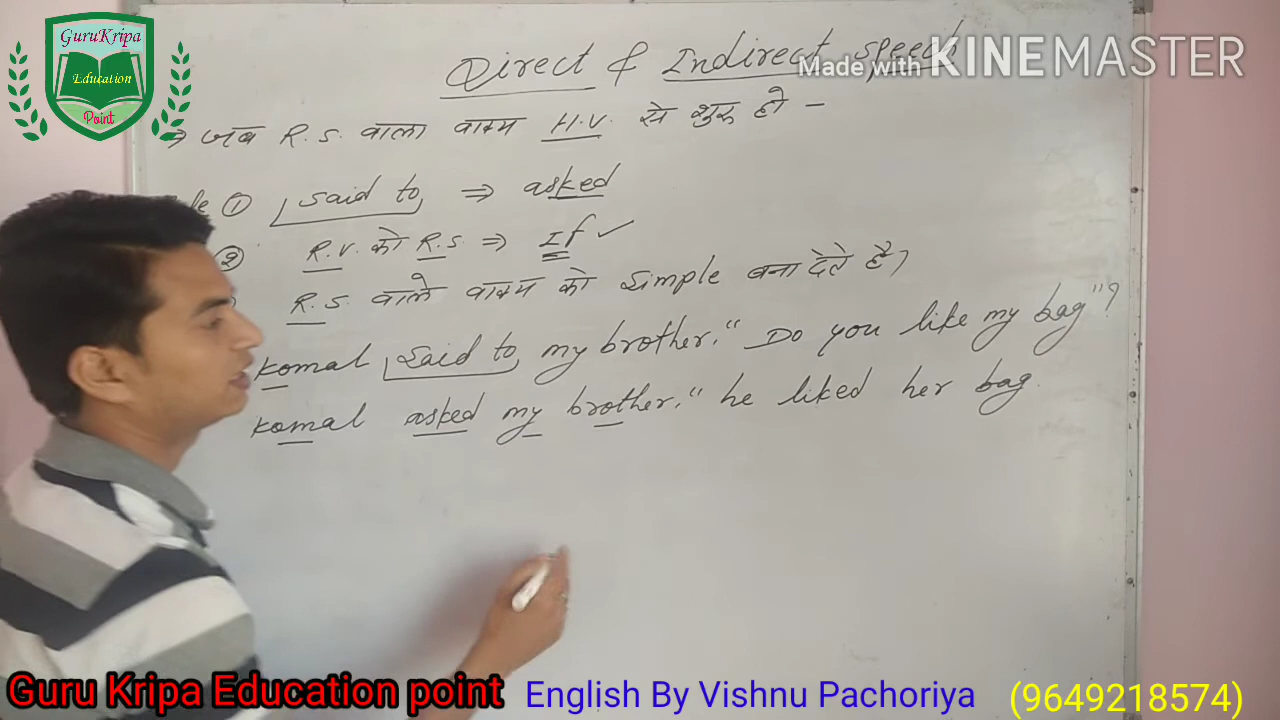 GuruKripa
Education
Point
Direct & Indirect Speech
Made with KINEMASTER
⇒ जब R.S. वाला वाक्य H.V. से शुरू हो –
① said to ⇒ asked
② R.V. को R.S. ⇒ If ✓
R.S. वाले वाक्य को simple बना देते है,
Komal said to my brother, " Do you like my bag"?
Komal asked my brother, " he liked her bag.
Guru Kripa Education point English By Vishnu Pachoriya (9649218574)